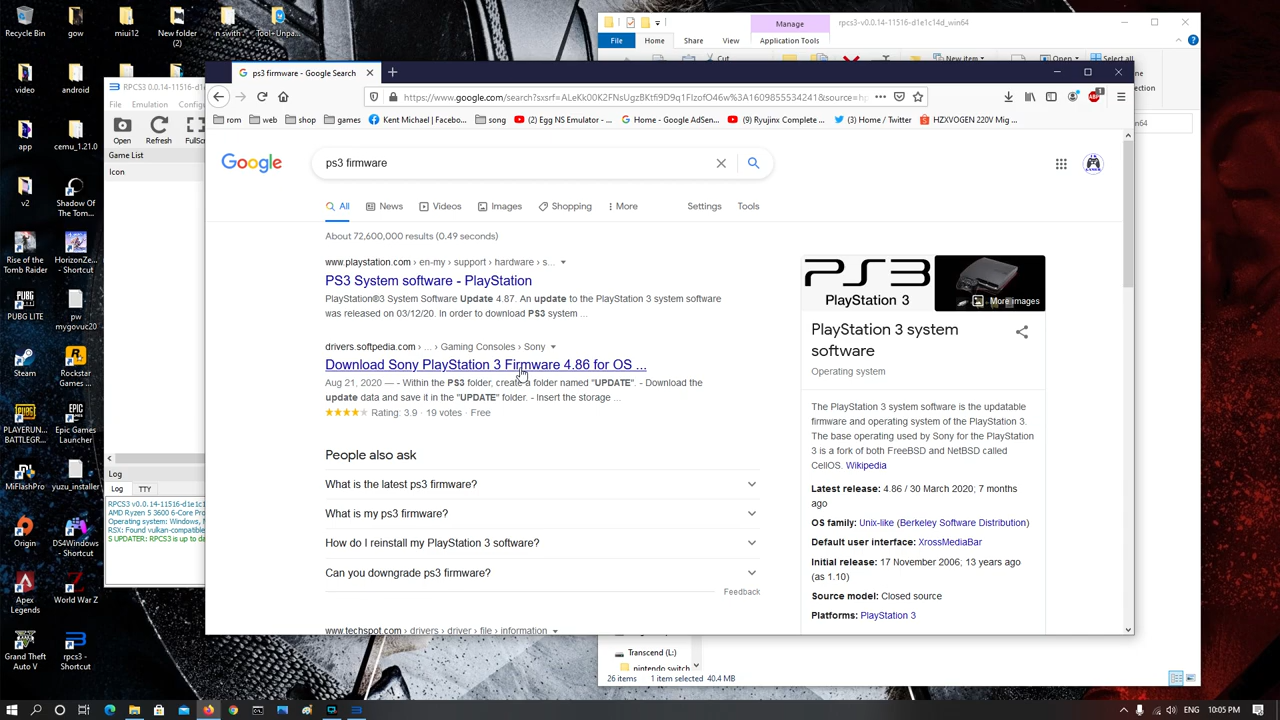 Recycle Bin
gow
miui12
New folder (2)
n swith ...
Tool+Unpa...
video
android
app
cemu_1.21.0
v2
Shadow Of The Tom...
Rise of the Tomb Raider
HorizonZe... - Shortcut
PUBG LITE
pw mygovuc20
Steam
Rockstar Games ...
PLAYERUN... BATTLEGR...
Epic Games Launcher
MiFlashPro
yuzu_installer
Origin
DS4Windows - Shortcut
Apex Legends
World War Z
Grand Theft Auto V
rpcs3 - Shortcut
RPCS3 0.0.14-11516-d1e1c
File Emulation Config
Open Refresh FullScr
Game List
Icon
Log
Log TTY
RPCS3 v0.0.14-11516-d1e1c1
AMD Ryzen 5 3600 6-Core Pro
Operating system: Windows,
RSX: Found vulkan-compatible
S UPDATER: RPCS3 is up to da
Manage
rpcs3-v0.0.14-11516-d1e1c14d_win64
File Home Share View Application Tools
Cut
New item
Open
Select all
Transcend (L:)
nintendo switch
26 items 1 item selected 40.4 MB
ps3 firmware - Google Search
https://www.google.com/search?sxsrf=ALeKk00K2FNsUgzBKtfi9D9q1FIzofO46w%3A1609855534241&source=hp
rom web shop games Kent Michael | Facebo... song (2) Egg NS Emulator - ... Home - Google AdSen... (9) Ryujinx Complete ... (3) Home / Twitter HZXVOGEN 220V Mig ...
Google
ps3 firmware
All News Videos Images Shopping More Settings Tools
About 72,600,000 results (0.49 seconds)
www.playstation.com › en-my › support › hardware › s...
PS3 System software - PlayStation
PlayStation®3 System Software Update 4.87. An update to the PlayStation 3 system software
was released on 03/12/20. In order to download PS3 system ...
drivers.softpedia.com › ... › Gaming Consoles › Sony
Download Sony PlayStation 3 Firmware 4.86 for OS ...
Aug 21, 2020 — - Within the PS3 folder, create a folder named "UPDATE". - Download the
update data and save it in the "UPDATE" folder. - Insert the storage ...
Rating: 3.9 · 19 votes · Free
People also ask
What is the latest ps3 firmware?
What is my ps3 firmware?
How do I reinstall my PlayStation 3 software?
Can you downgrade ps3 firmware?
Feedback
www.techspot.com › drivers › driver › file › information
PS3
PlayStation 3
More images
PlayStation 3 system
software
Operating system
The PlayStation 3 system software is the updatable
firmware and operating system of the PlayStation 3.
The base operating used by Sony for the PlayStation
3 is a fork of both FreeBSD and NetBSD called
CellOS. Wikipedia
Latest release: 4.86 / 30 March 2020; 7 months
ago
OS family: Unix-like (Berkeley Software Distribution)
Default user interface: XrossMediaBar
Initial release: 17 November 2006; 13 years ago
(as 1.10)
Source model: Closed source
Platforms: PlayStation 3
ENG 10:05 PM